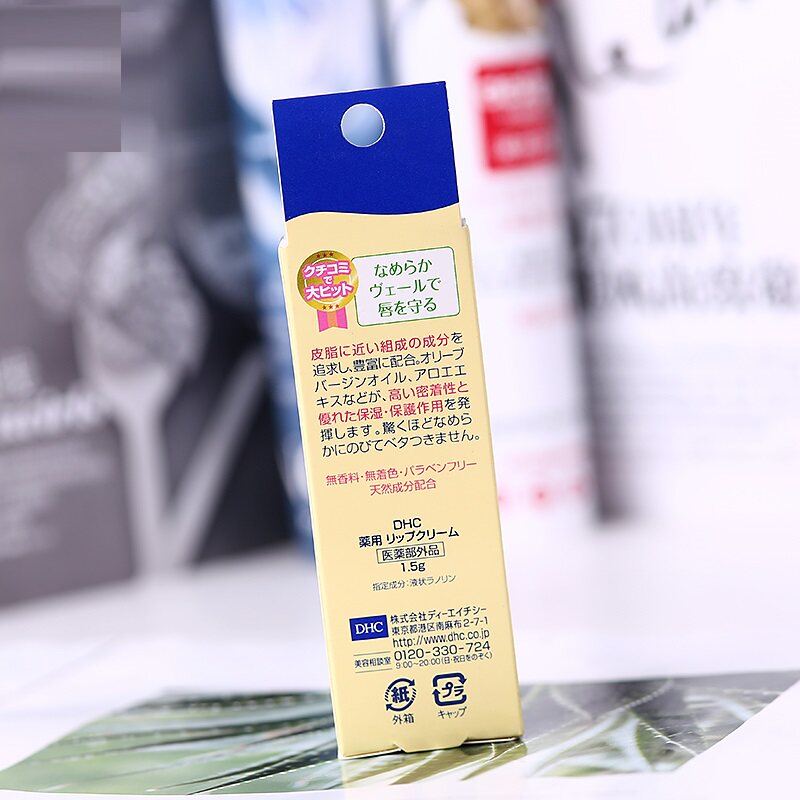 クチコミ
で
大ヒット
なめらか
ヴェールで
唇を守る
皮脂に近い組成の成分を
追求し、豊富に配合。オリーブ
バージンオイル、アロエエ
キスなどが、高い密着性と
優れた保湿・保護作用を発
揮します。驚くほどなめら
かにのびてベタつきません。
無香料・無着色・パラベンフリー
天然成分配合
DHC
薬用 リップクリーム
医薬部外品
1.5g
指定成分：液状ラノリン
DHC
株式会社ディーエイチシー
東京都港区南麻布2-7-1
http://www.dhc.co.jp
美容相談室 0120-330-724
9:00~20:00(日・祝日をのぞく)
紙
外箱
プラ
キャップ